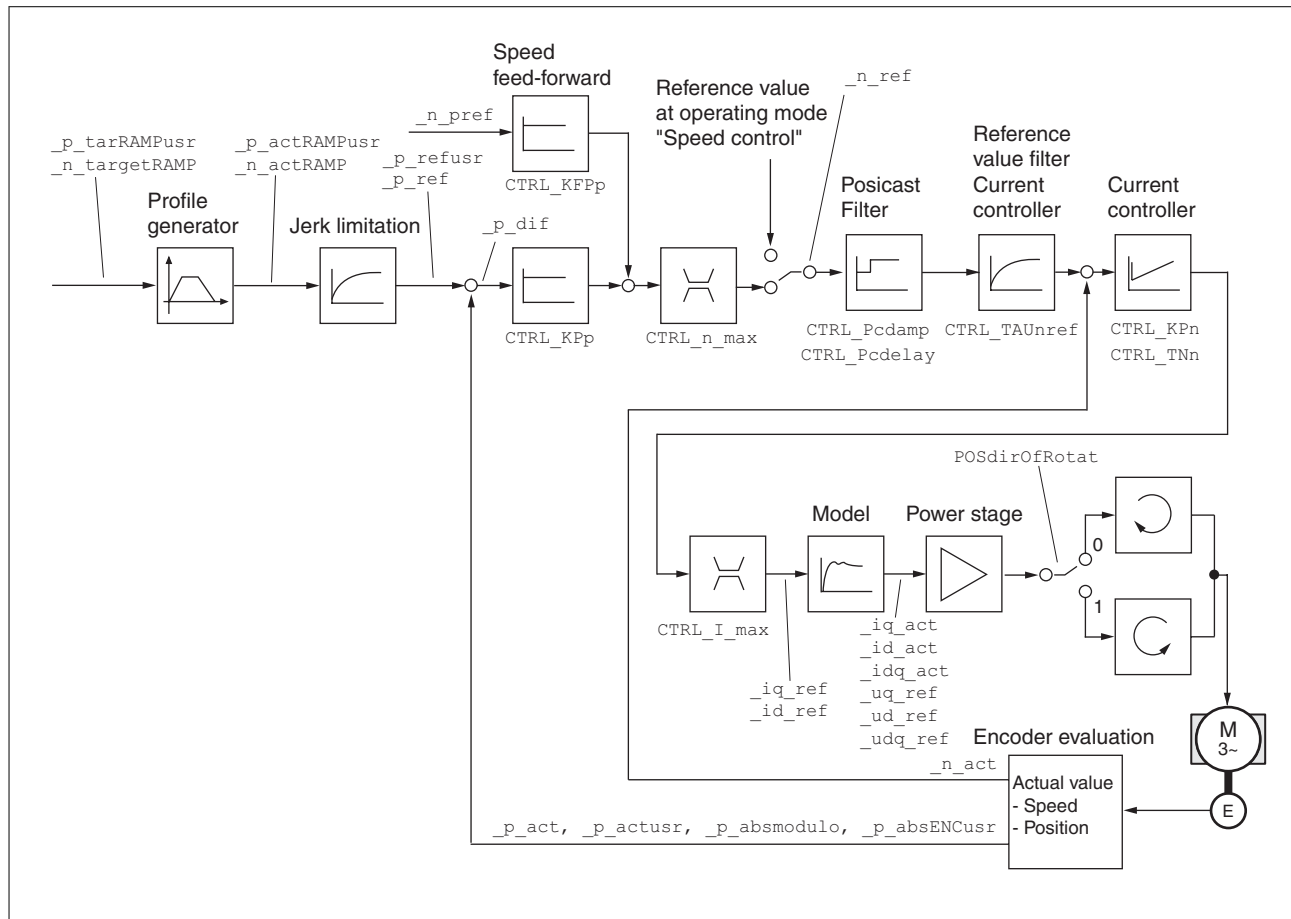 Speed
feed-forward
_n_pref
CTRL_KFPp
Reference value
at operating mode
"Speed control"
_n_ref
_p_tarRAMPusr
_n_targetRAMP
_p_actRAMPusr
_n_actRAMP
_p_refusr
_p_ref
Profile
generator
Jerk limitation
_p_dif
CTRL_KPp
CTRL_n_max
Posicast
Filter
CTRL_Pcdamp
CTRL_Pcdelay
Reference
value filter
Current
controller
CTRL_TAUnref
Current
controller
CTRL_KPn
CTRL_TNn
POSdirOfRotat
Model
Power stage
0
1
CTRL_I_max
_iq_ref
_id_ref
_iq_act
_id_act
_idq_act
_uq_ref
_ud_ref
_udq_ref
M
3~
E
Encoder evaluation
_n_act
Actual value
- Speed
- Position
_p_act, _p_actusr, _p_absmodulo, _p_absENCusr